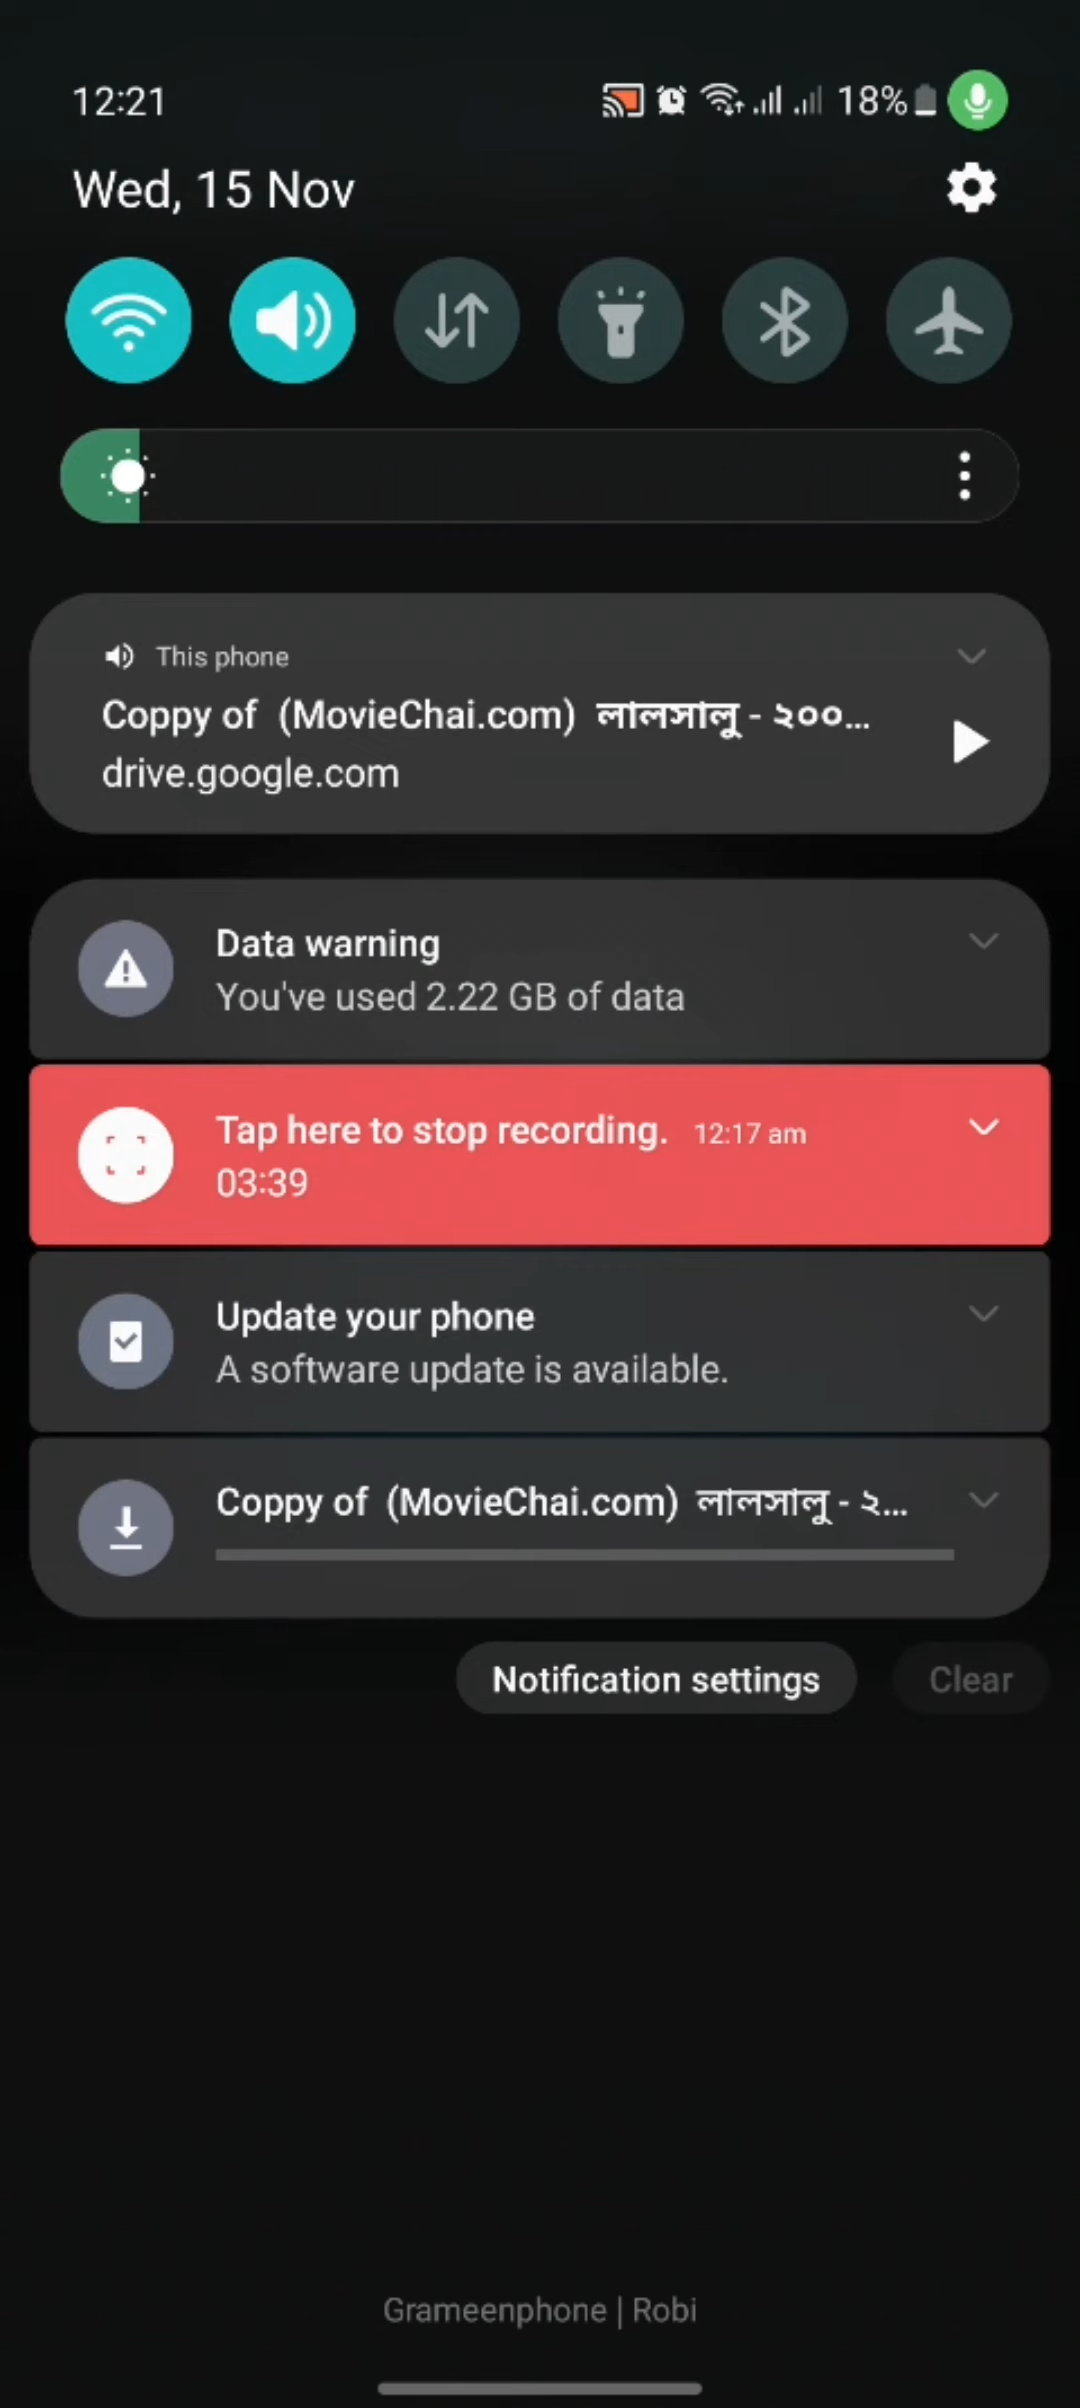 12:21 18%
Wed, 15 Nov
This phone
Coppy of (MovieChai.com) লালসালু - ২০০...
drive.google.com
Data warning
You've used 2.22 GB of data
Tap here to stop recording. 12:17 am
03:39
Update your phone
A software update is available.
Coppy of (MovieChai.com) লালসালু - ২...
Notification settings Clear
Grameenphone | Robi